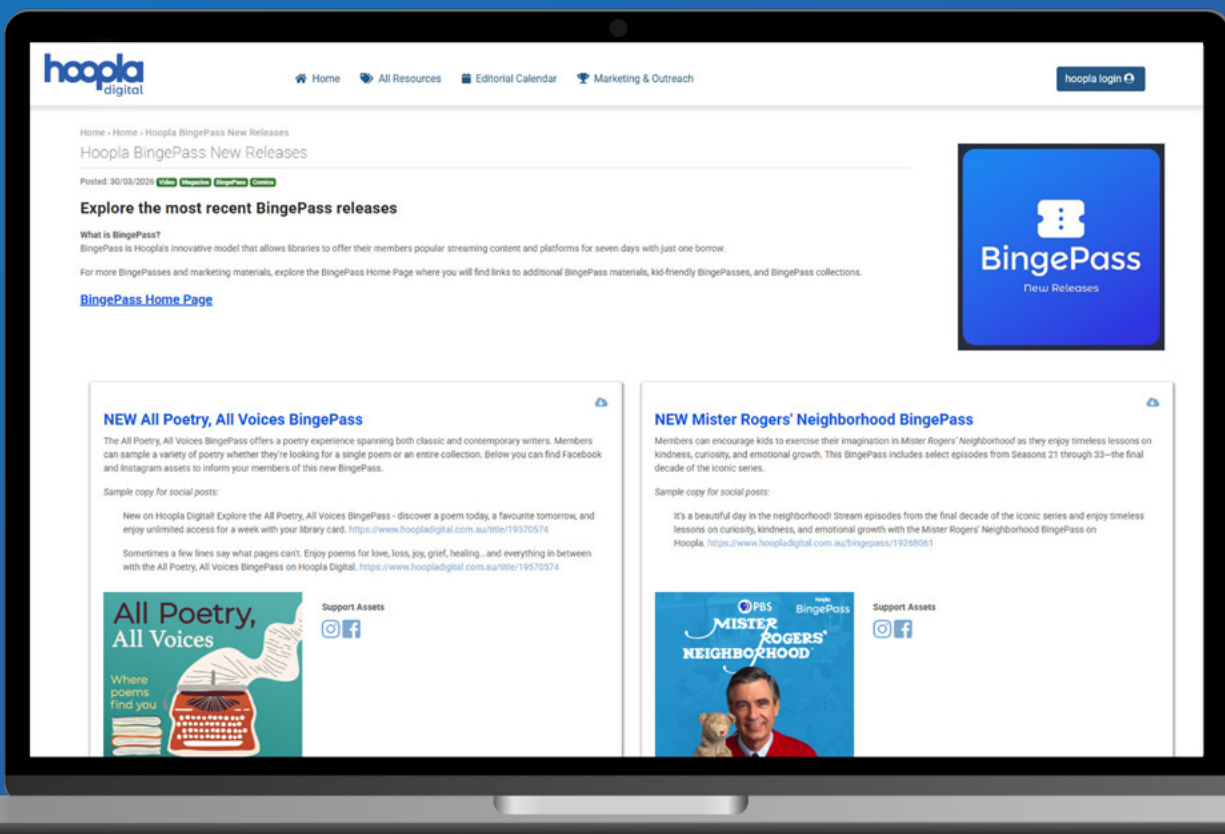 hoopla
digital
Home
All Resources
Editorial Calendar
Marketing & Outreach
hoopla login
Home › Home › Hoopla BingePass New Releases
Hoopla BingePass New Releases
Posted: 30/03/2026 Video Magazine BingePass Comics
Explore the most recent BingePass releases
What is BingePass?
BingePass is Hoopla's innovative model that allows libraries to offer their members popular streaming content and platforms for seven days with just one borrow.
For more BingePasses and marketing materials, explore the BingePass Home Page where you will find links to additional BingePass materials, kid-friendly BingePasses, and BingePass collections.
BingePass Home Page
BingePass
New Releases
NEW All Poetry, All Voices BingePass
The All Poetry, All Voices BingePass offers a poetry experience spanning both classic and contemporary writers. Members
can sample a variety of poetry whether they're looking for a single poem or an entire collection. Below you can find Facebook
and Instagram assets to inform your members of this new BingePass.
Sample copy for social posts:
New on Hoopla Digital! Explore the All Poetry, All Voices BingePass - discover a poem today, a favourite tomorrow, and
enjoy unlimited access for a week with your library card. https://www.hoopladigital.com.au/title/19570574
Sometimes a few lines say what pages can't. Enjoy poems for love, loss, joy, grief, healing...and everything in between
with the All Poetry, All Voices BingePass on Hoopla Digital. https://www.hoopladigital.com.au/title/19570574
All Poetry,
All Voices
Where
poems
find you
Support Assets
NEW Mister Rogers' Neighborhood BingePass
Members can encourage kids to exercise their imagination in Mister Rogers' Neighborhood as they enjoy timeless lessons on
kindness, curiosity, and emotional growth. This BingePass includes select episodes from Seasons 21 through 33—the final
decade of the iconic series.
Sample copy for social posts:
It's a beautiful day in the neighborhood! Stream episodes from the final decade of the iconic series and enjoy timeless
lessons on curiosity, kindness, and emotional growth with the Mister Rogers' Neighborhood BingePass on
Hoopla. https://www.hoopladigital.com.au/bingepass/19268061
PBS
hoopla
BingePass
MISTER
ROGERS'
NEIGHBORHOOD
Support Assets